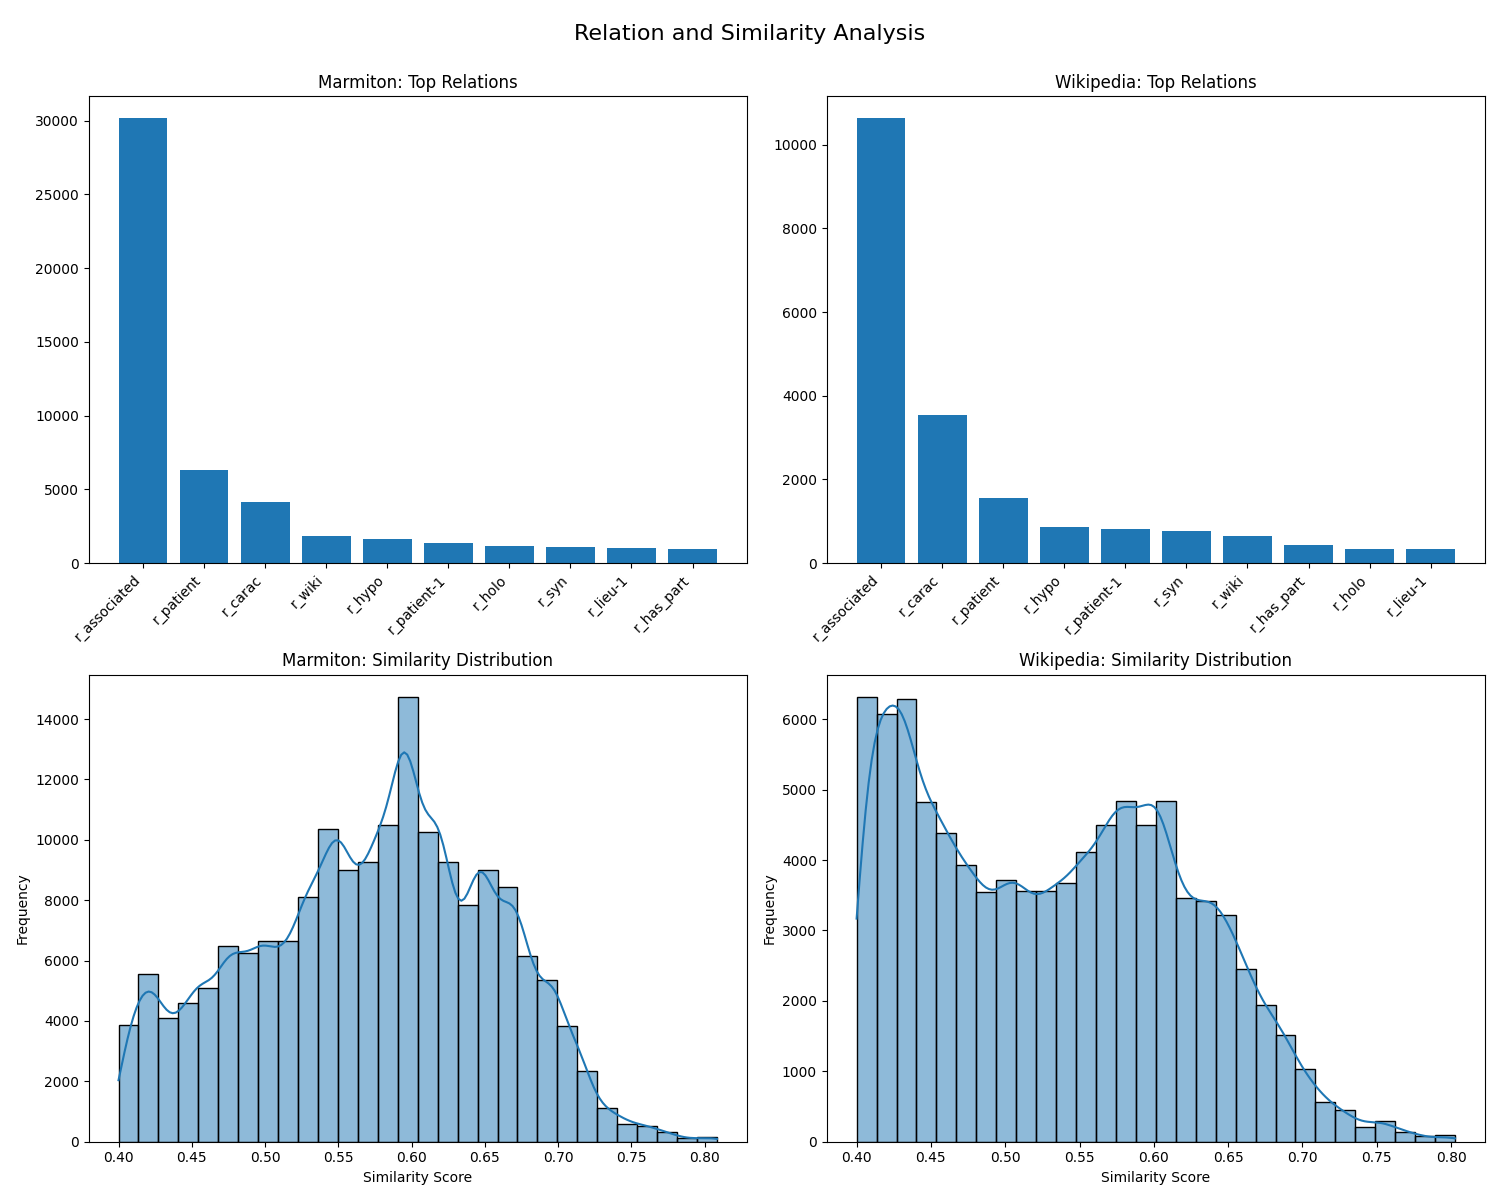 Relation and Similarity Analysis
Marmiton: Top Relations
30000
25000
20000
15000
10000
5000
0
r_associated
r_patient
r_carac
r_wiki
r_hypo
r_patient-1
r_holo
r_syn
r_lieu-1
r_has_part
Wikipedia: Top Relations
10000
8000
6000
4000
2000
0
r_associated
r_carac
r_patient
r_hypo
r_patient-1
r_syn
r_wiki
r_has_part
r_holo
r_lieu-1
Marmiton: Similarity Distribution
Frequency
14000
12000
10000
8000
6000
4000
2000
0
0.40 0.45 0.50 0.55 0.60 0.65 0.70 0.75 0.80
Similarity Score
Wikipedia: Similarity Distribution
Frequency
6000
5000
4000
3000
2000
1000
0
0.40 0.45 0.50 0.55 0.60 0.65 0.70 0.75 0.80
Similarity Score